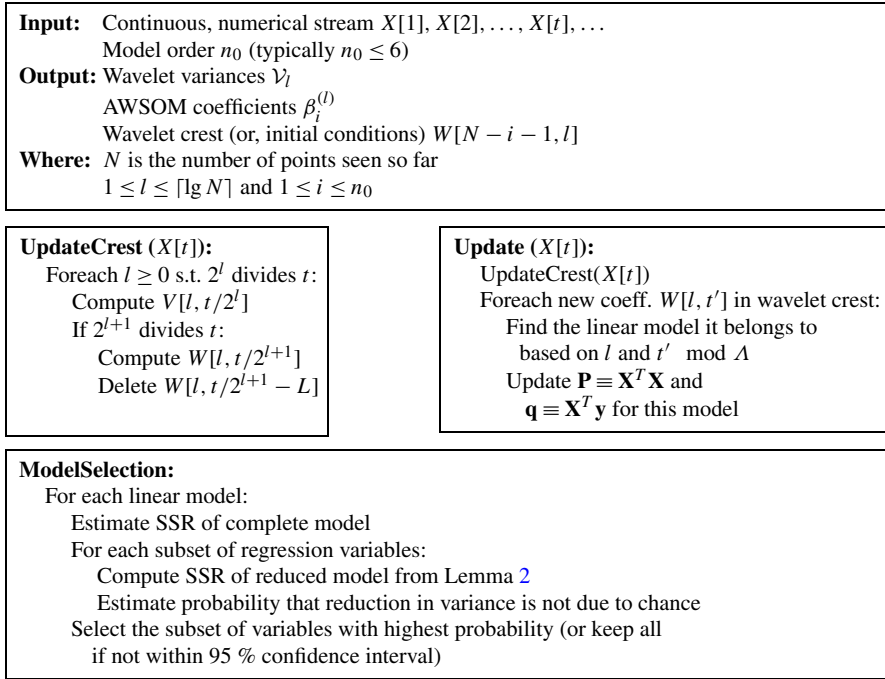 Input: Continuous, numerical stream X[1], X[2], . . . , X[t], . . .
Model order n₀ (typically n₀ ≤ 6)
Output: Wavelet variances 𝒱ₗ
AWSOM coefficients βᵢ⁽ˡ⁾
Wavelet crest (or, initial conditions) W[N − i − 1, l]
Where: N is the number of points seen so far
1 ≤ l ≤ ⌈lg N⌉ and 1 ≤ i ≤ n₀
UpdateCrest (X[t]):
Foreach l ≥ 0 s.t. 2ˡ divides t:
Compute V[l, t/2ˡ]
If 2ˡ⁺¹ divides t:
Compute W[l, t/2ˡ⁺¹]
Delete W[l, t/2ˡ⁺¹ − L]
Update (X[t]):
UpdateCrest(X[t])
Foreach new coeff. W[l, t′] in wavelet crest:
Find the linear model it belongs to
based on l and t′ mod Λ
Update P ≡ XᵀX and
q ≡ Xᵀy for this model
ModelSelection:
For each linear model:
Estimate SSR of complete model
For each subset of regression variables:
Compute SSR of reduced model from Lemma 2
Estimate probability that reduction in variance is not due to chance
Select the subset of variables with highest probability (or keep all
if not within 95 % confidence interval)